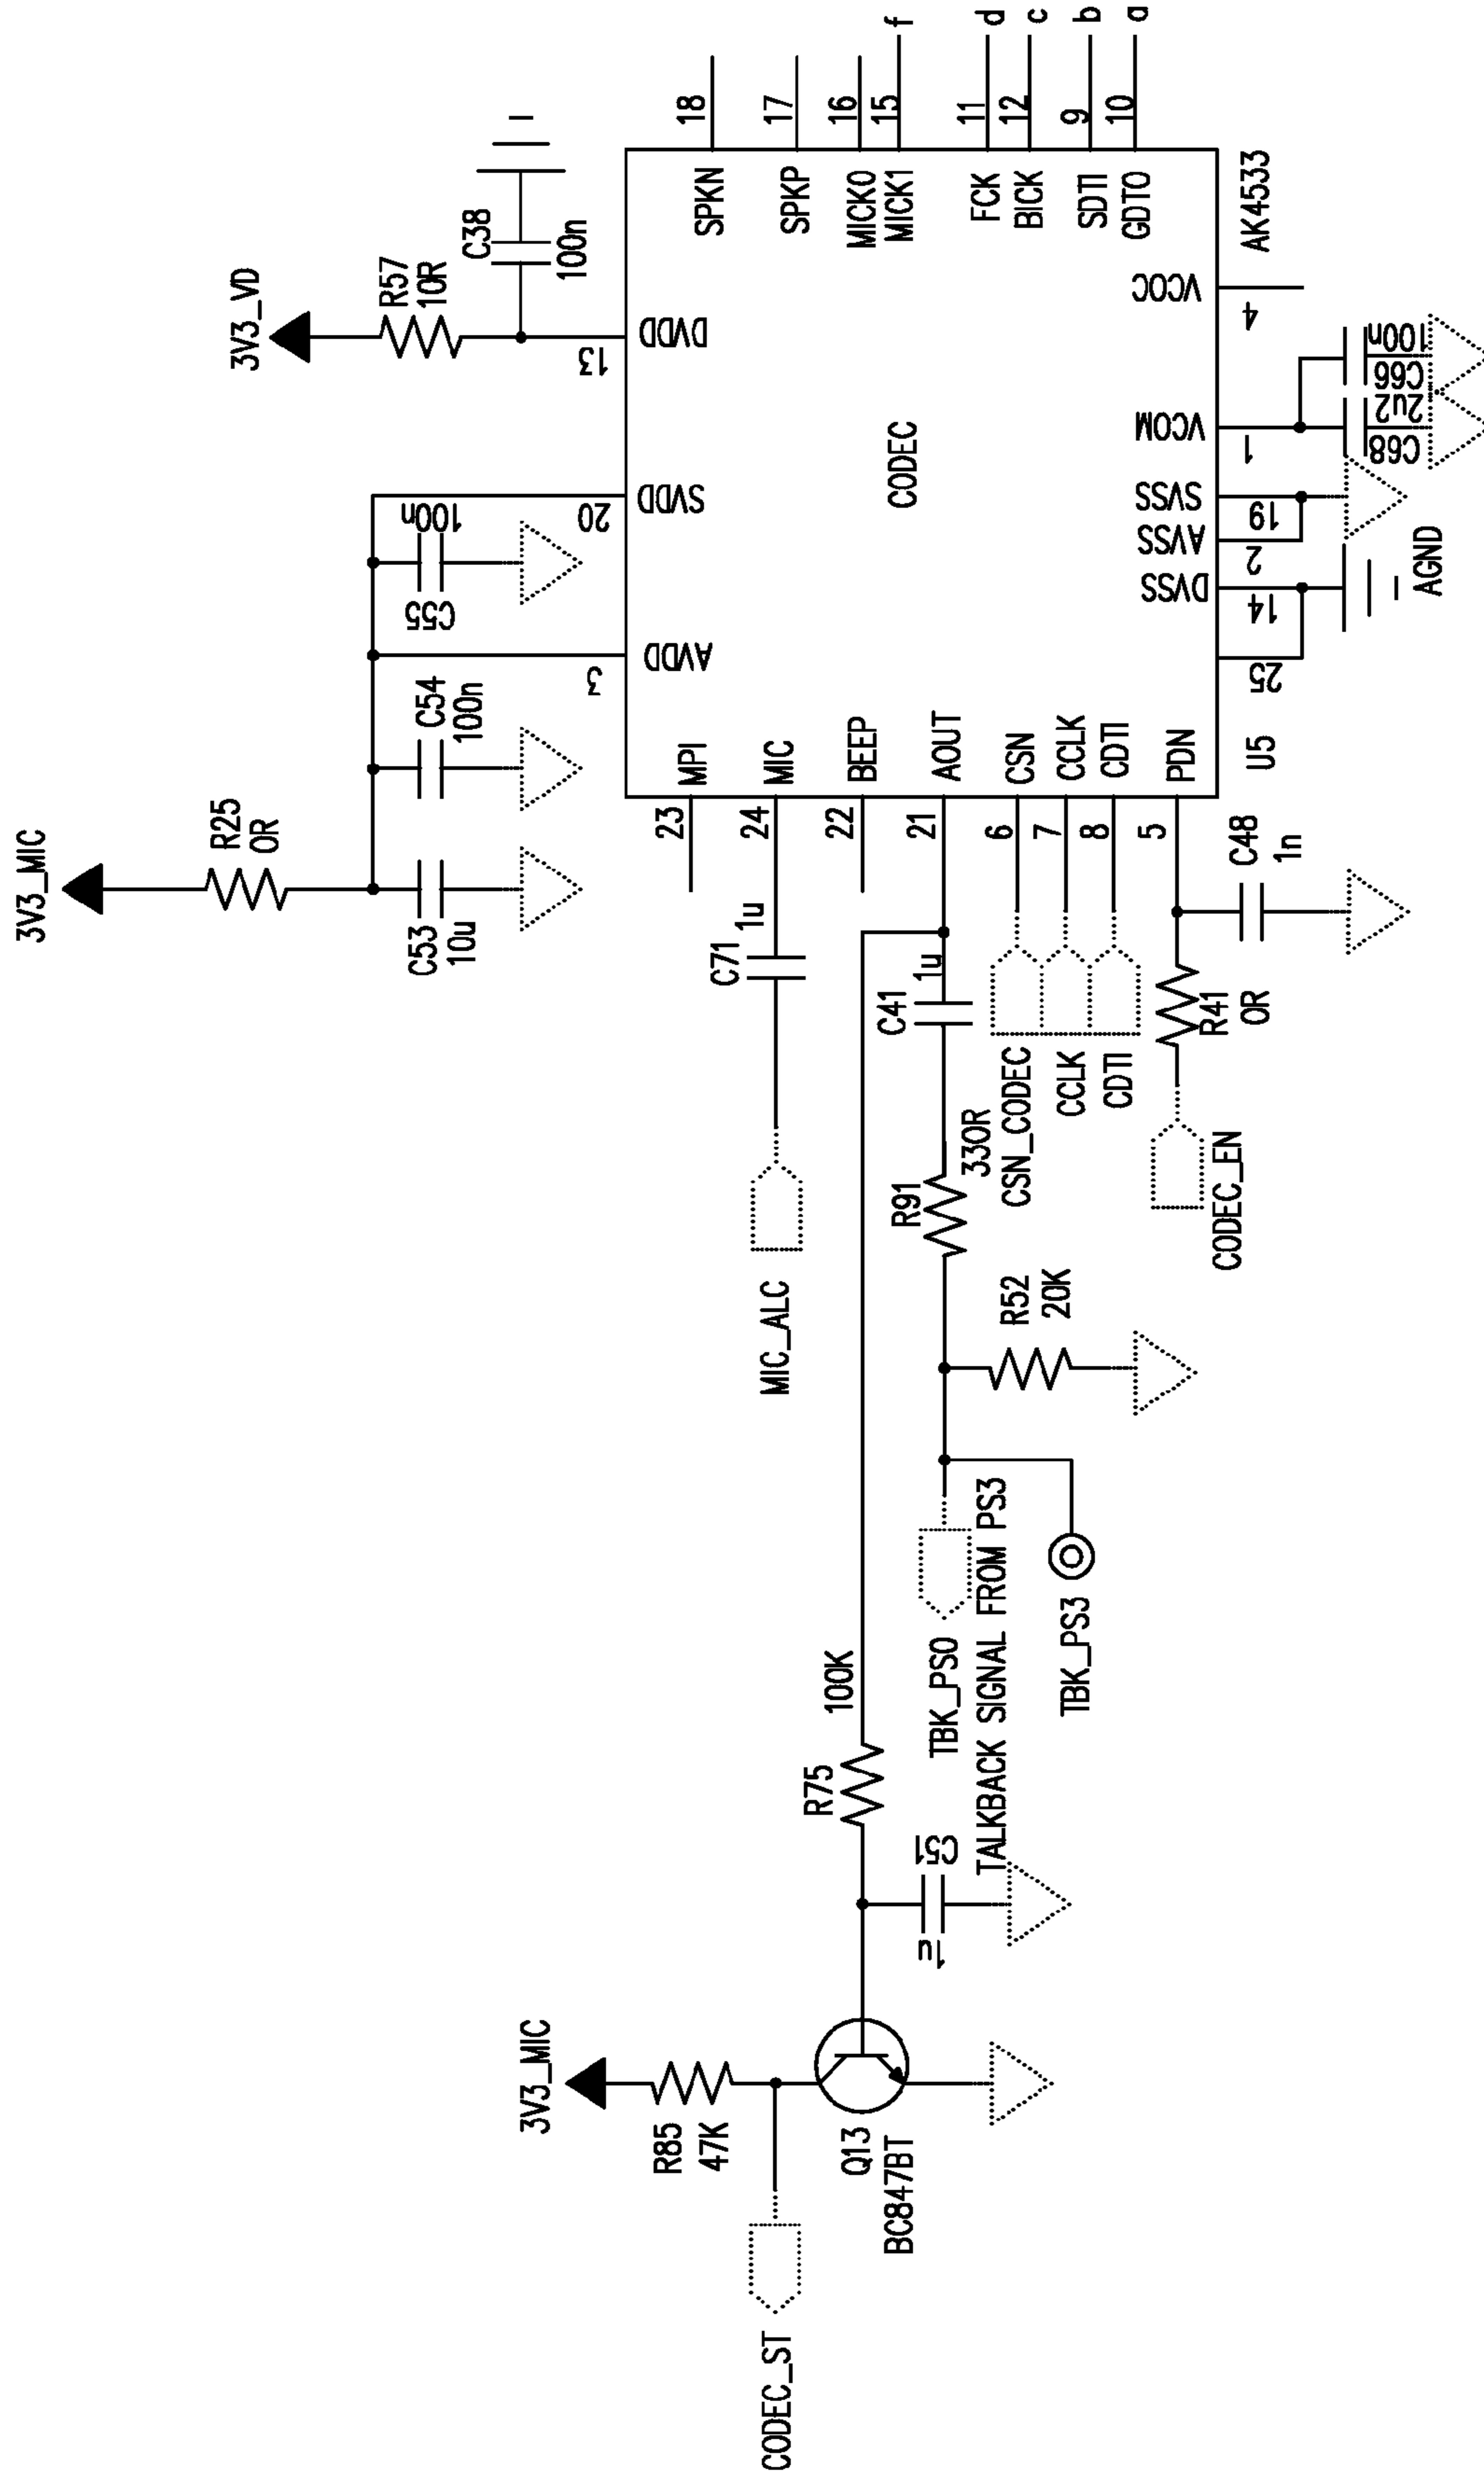 3V3_MIC
R25
0R
C53
10u
C54
100n
C55
100n
3V3_VD
R57
10R
C38
100n
3
AVDD
20
SVDD
13
DVDD
CODEC
MPI
23
MIC
24
BEEP
22
AOUT
21
CSN
6
CCLK
7
CDTI
8
PDN
5
U5
SPKN
18
SPKP
17
MICKO
16
MICK1
15
f
FCK
11
d
BICK
12
c
SDTI
9
b
GDTO
10
a
AK4533
VCOC
4
VCOM
1
SVSS
19
AVSS
2
DVSS
14
25
C66
100n
C68
2u2
AGND
C48
1n
R41
0R
CODEC_EN
C71
1u
MIC_ALC
C41
1u
R91
330R
CSN_CODEC
CCLK
CDTI
R52
20K
TBK_PSO
TALKBACK SIGNAL FROM PS3
TBK_PS3
R75
100K
C51
1n
3V3_MIC
R85
47K
Q13
BC847BT
CODEC_ST